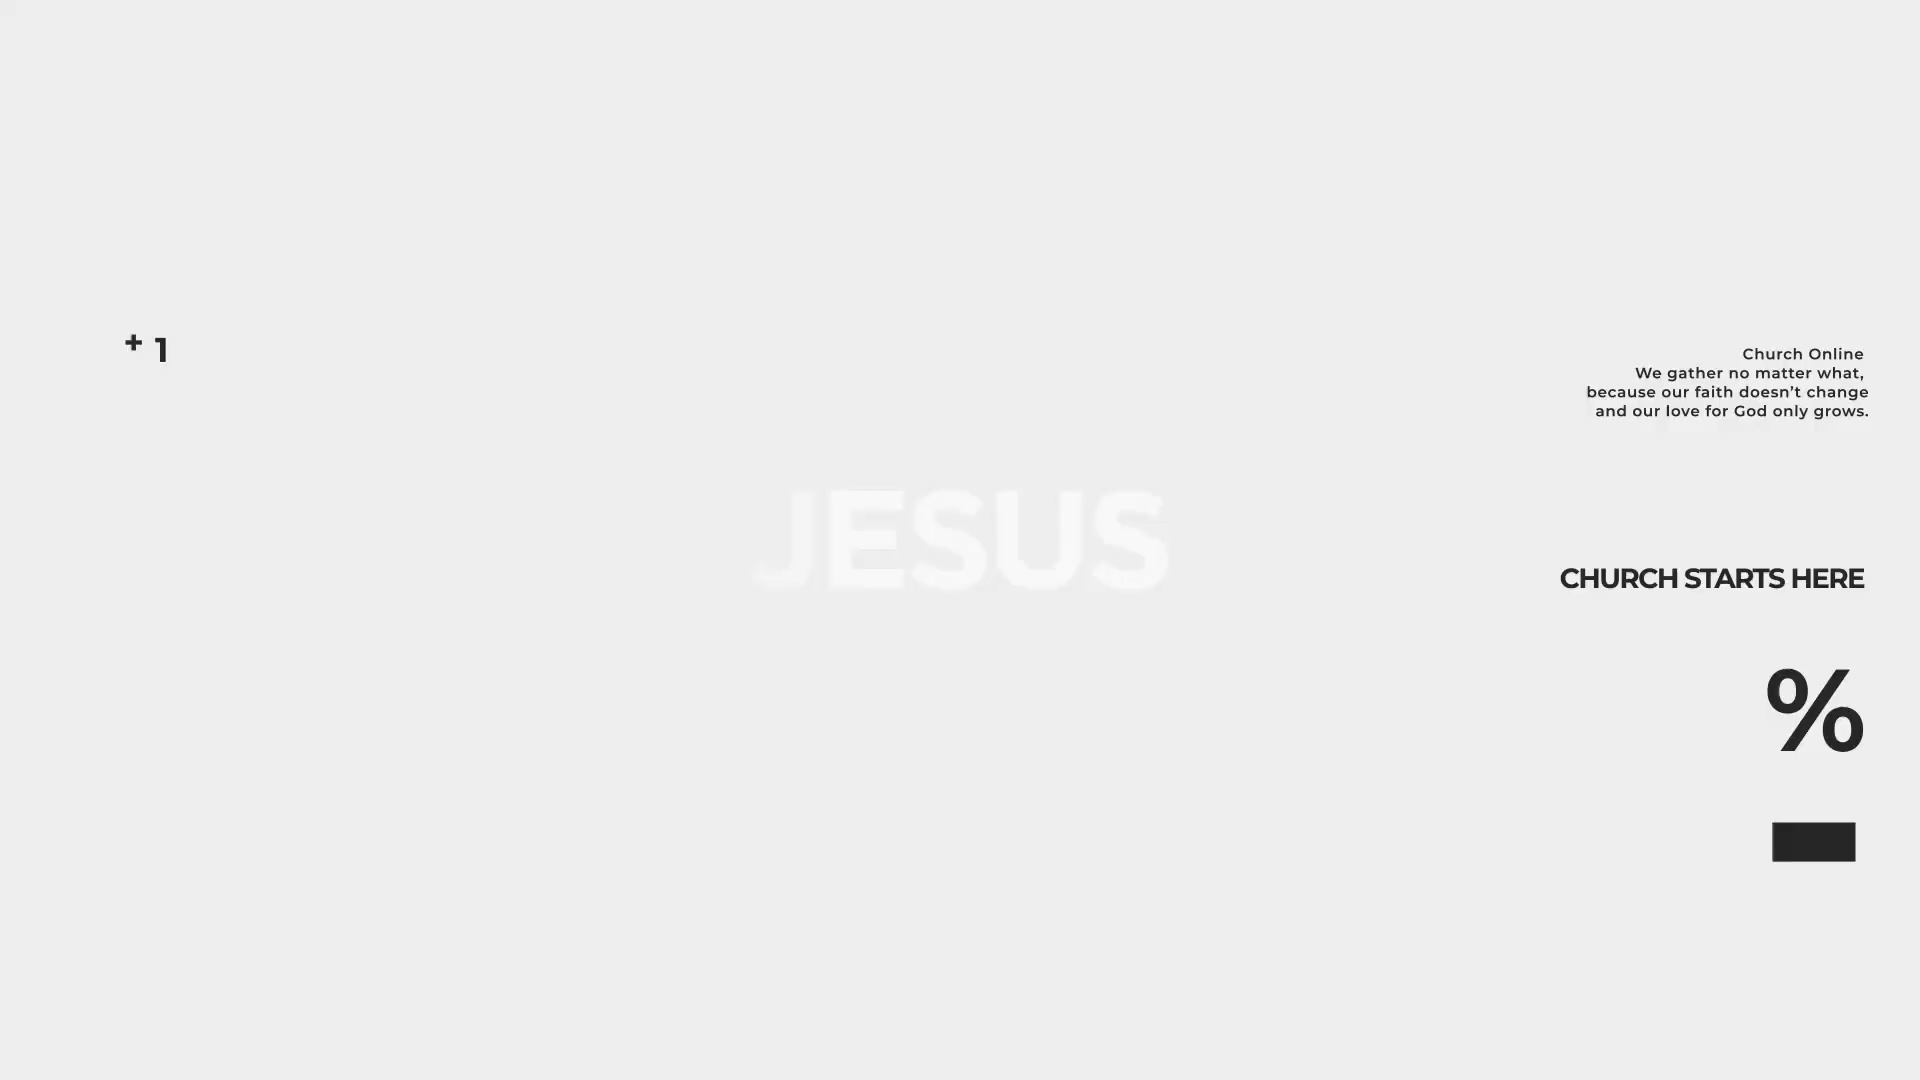 + 1
Church Online
We gather no matter what,
because our faith doesn’t change
and our love for God only grows.
JESUS
CHURCH STARTS HERE
%